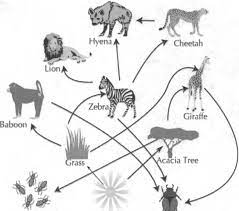 Hyena
Cheetah
Lion
Zebra
Giraffe
Baboon
Grass
Acacia Tree